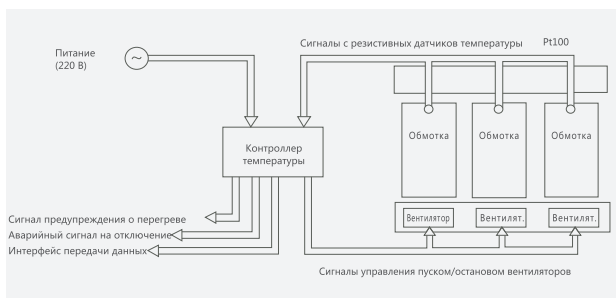 Питание
(220 В)
Сигналы с резистивных датчиков температуры Pt100
Обмотка Обмотка Обмотка
Контроллер
температуры
Вентилятор Вентилят. Вентилят.
Сигнал предупреждения о перегреве
Аварийный сигнал на отключение
Интерфейс передачи данных
Сигналы управления пуском/остановом вентиляторов